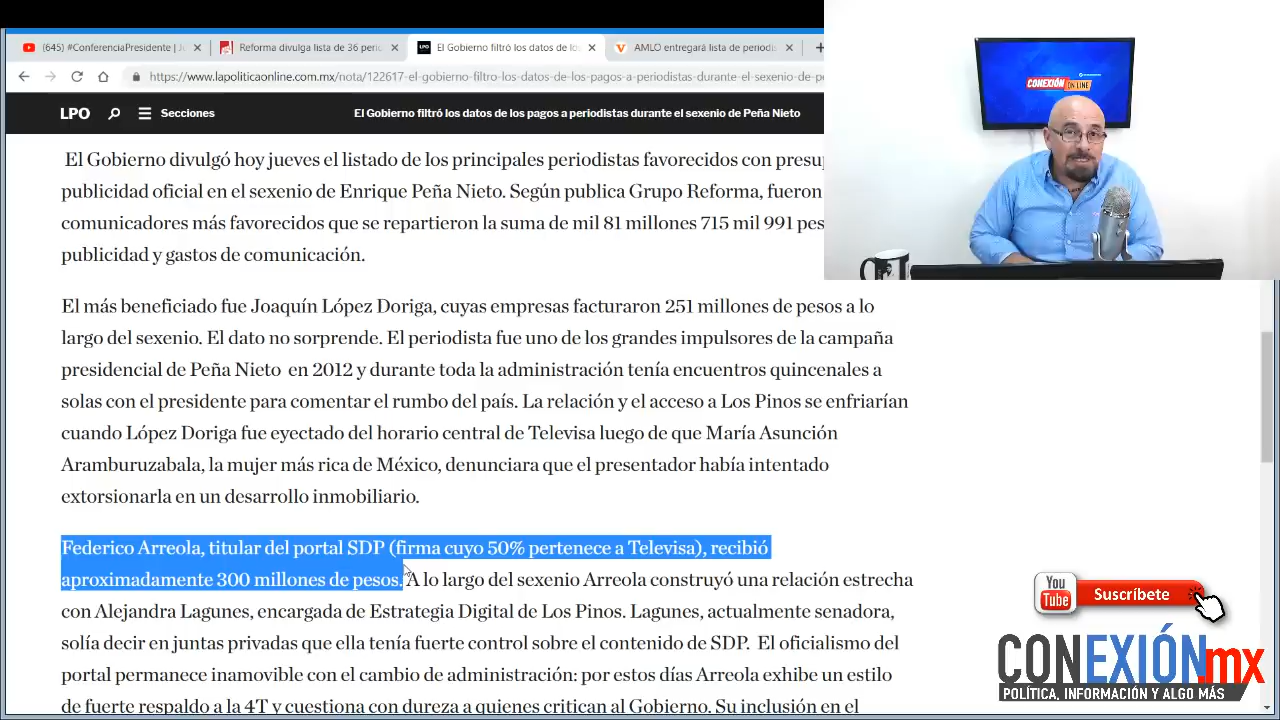 (645) #ConferenciaPresidente | J
Reforma divulga lista de 36 peri
El Gobierno filtró los datos de lo
AMLO entregará lista de periodis
https://www.lapoliticaonline.com.mx/nota/122617-el-gobierno-filtro-los-datos-de-los-pagos-a-periodistas-durante-el-sexenio-de-pe
LPO
Secciones
El Gobierno filtró los datos de los pagos a periodistas durante el sexenio de Peña Nieto
El Gobierno divulgó hoy jueves el listado de los principales periodistas favorecidos con presup
publicidad oficial en el sexenio de Enrique Peña Nieto. Según publica Grupo Reforma, fueron
comunicadores más favorecidos que se repartieron la suma de mil 81 millones 715 mil 991 pes
publicidad y gastos de comunicación.
El más beneficiado fue Joaquín López Doriga, cuyas empresas facturaron 251 millones de pesos a lo
largo del sexenio. El dato no sorprende. El periodista fue uno de los grandes impulsores de la campaña
presidencial de Peña Nieto en 2012 y durante toda la administración tenía encuentros quincenales a
solas con el presidente para comentar el rumbo del país. La relación y el acceso a Los Pinos se enfriarían
cuando López Doriga fue eyectado del horario central de Televisa luego de que María Asunción
Aramburuzabala, la mujer más rica de México, denunciara que el presentador había intentado
extorsionarla en un desarrollo inmobiliario.
Federico Arreola, titular del portal SDP (firma cuyo 50% pertenece a Televisa), recibió
aproximadamente 300 millones de pesos. A lo largo del sexenio Arreola construyó una relación estrecha
con Alejandra Lagunes, encargada de Estrategia Digital de Los Pinos. Lagunes, actualmente senadora,
solía decir en juntas privadas que ella tenía fuerte control sobre el contenido de SDP. El oficialismo del
portal permanece inamovible con el cambio de administración: por estos días Arreola exhibe un estilo
de fuerte respaldo a la 4T y cuestiona con dureza a quienes critican al Gobierno. Su inclusión en el
CONEXIÓN ON LINE
You Tube
Suscríbete
CONEXIÓNmx
POLÍTICA, INFORMACIÓN Y ALGO MÁS